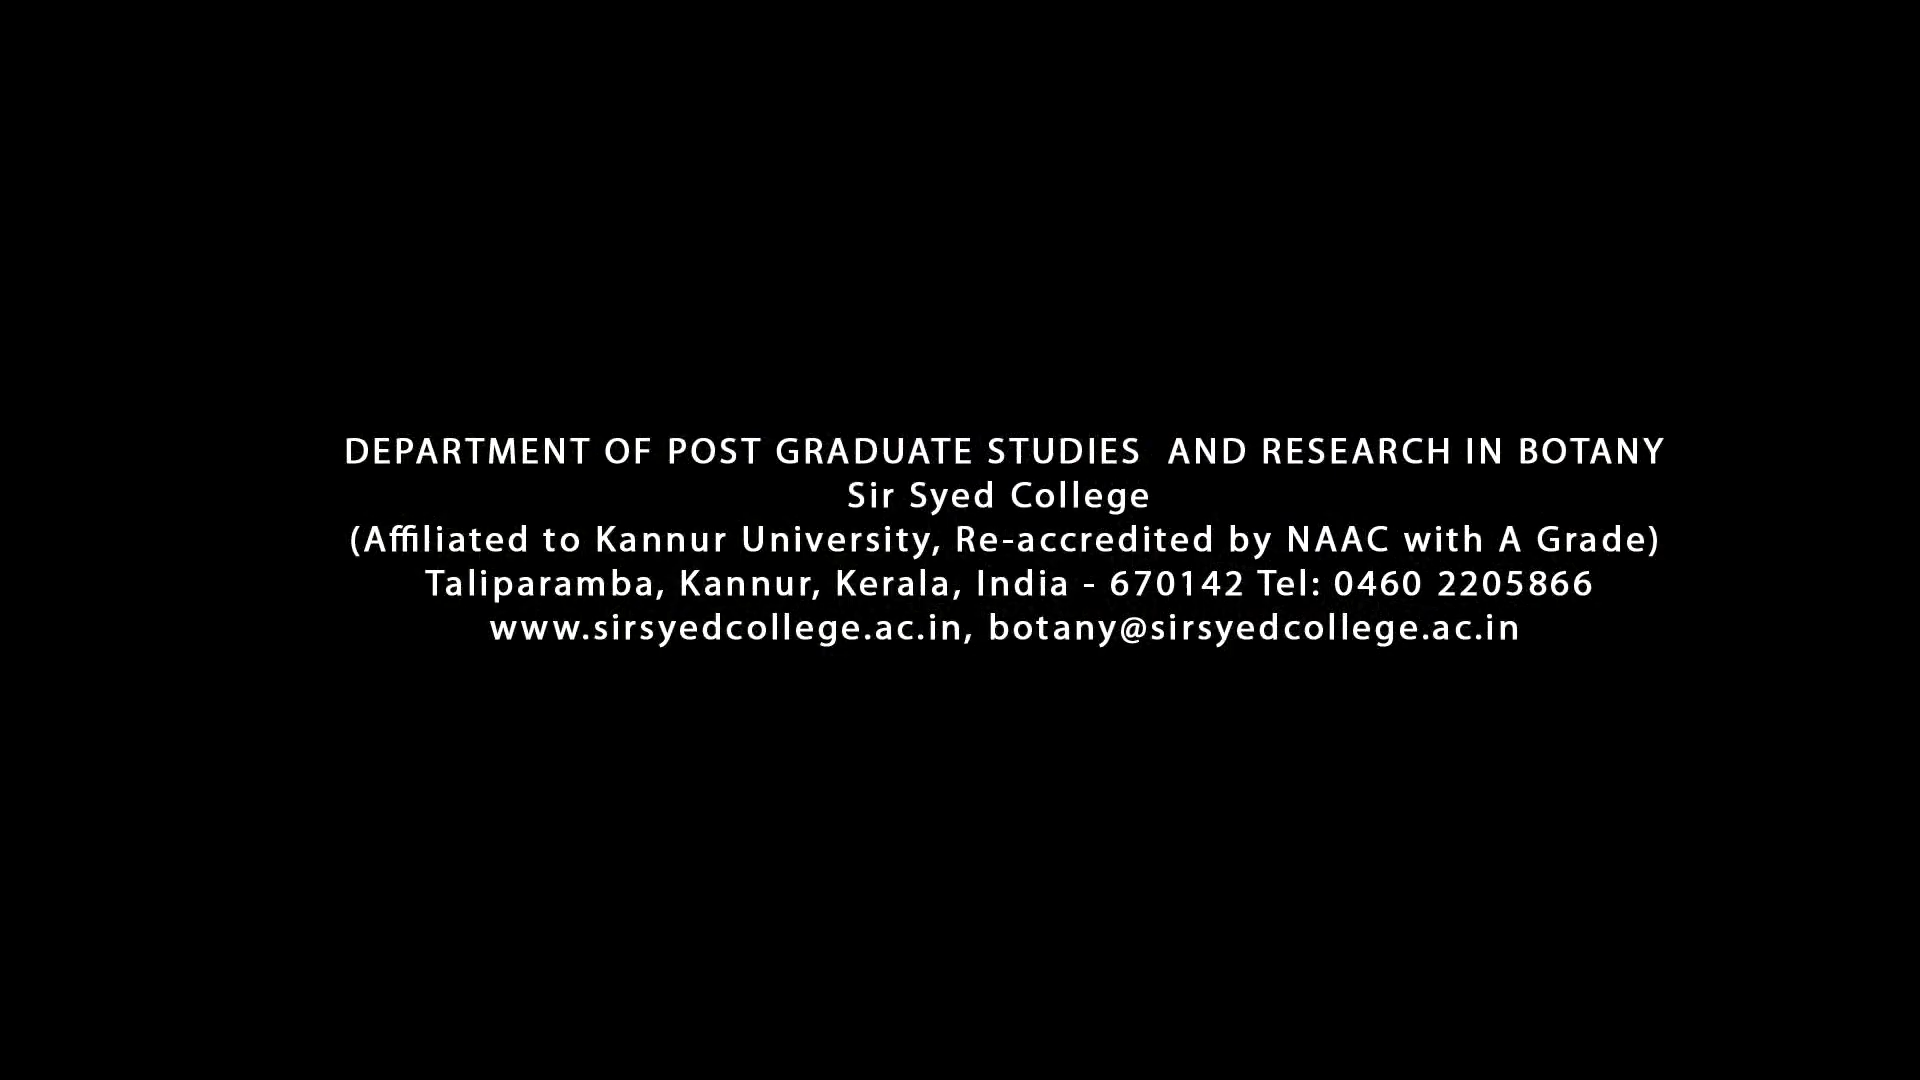 DEPARTMENT OF POST GRADUATE STUDIES  AND RESEARCH IN BOTANY
Sir Syed College
(Affiliated to Kannur University, Re-accredited by NAAC with A Grade)
Taliparamba, Kannur, Kerala, India - 670142 Tel: 0460 2205866
www.sirsyedcollege.ac.in, botany@sirsyedcollege.ac.in